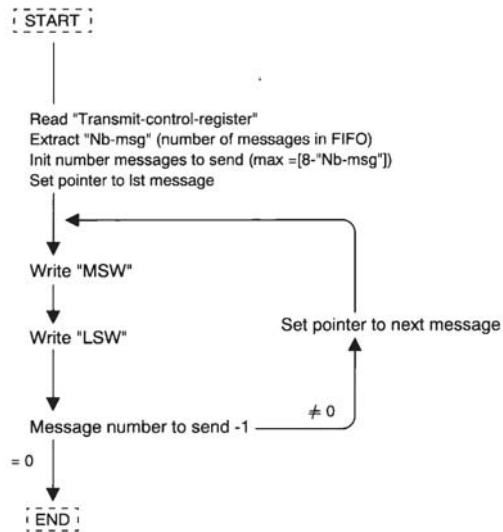 START
Read "Transmit-control-register"
Extract "Nb-msg" (number of messages in FIFO)
Init number messages to send (max =[8-"Nb-msg"])
Set pointer to lst message
Write "MSW"
Write "LSW"
Set pointer to next message
≠ 0
Message number to send -1
= 0
END